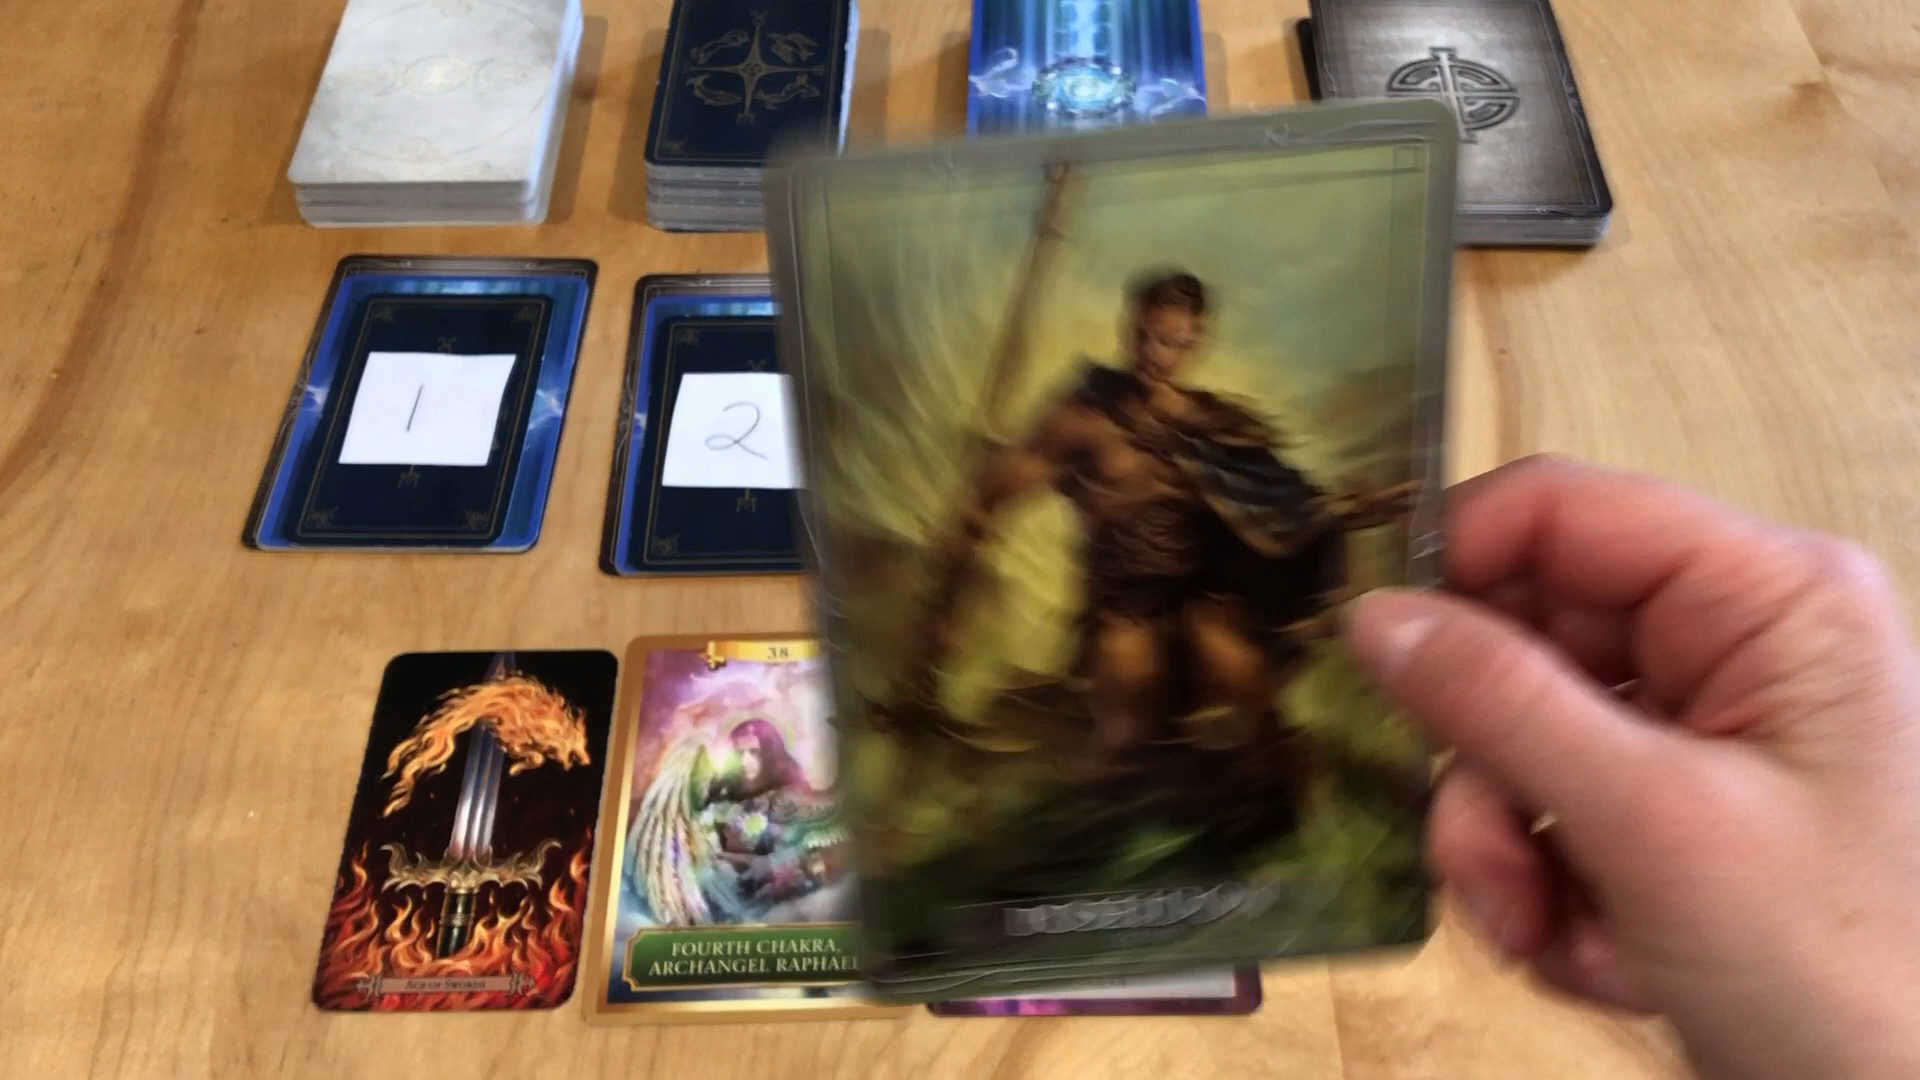 1
2
38
FOURTH CHAKRA,
ARCHANGEL RAPHAEL
ACE OF SWORDS